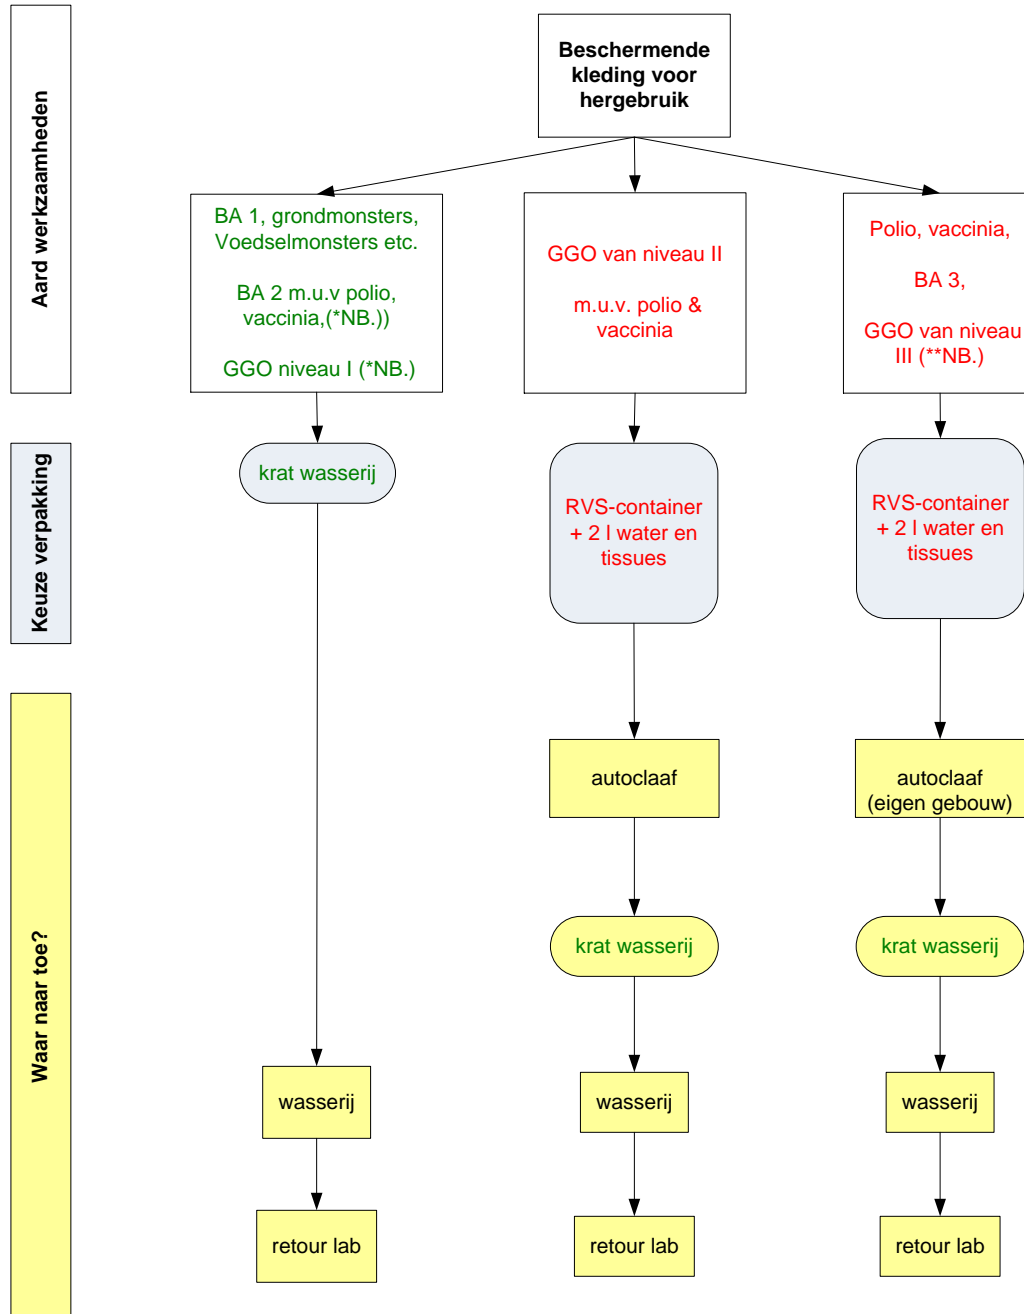 Aard werkzaamheden
Beschermende
kleding voor
hergebruik
BA 1, grondmonsters,
Voedselmonsters etc.
BA 2 m.u.v polio,
vaccinia,(*NB.))
GGO niveau I (*NB.)
GGO van niveau II
m.u.v. polio &
vaccinia
Polio, vaccinia,
BA 3,
GGO van niveau
III (**NB.)
Keuze verpakking
krat wasserij
RVS-container
+ 2 l water en
tissues
RVS-container
+ 2 l water en
tissues
Waar naar toe?
autoclaaf
autoclaaf
(eigen gebouw)
krat wasserij
krat wasserij
wasserij
wasserij
wasserij
retour lab
retour lab
retour lab